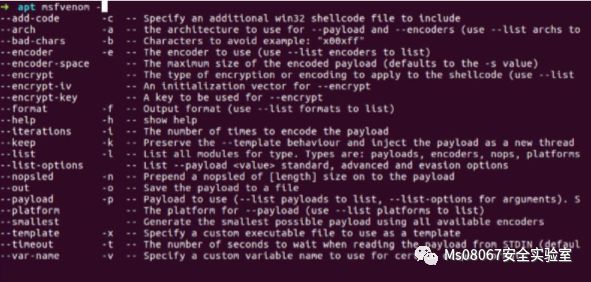 → apt msfvenom -
--add-code -c -- Specify an additional win32 shellcode file to include
--arch -a -- the architecture to use for --payload and --encoders (use --list archs to
--bad-chars -b -- Characters to avoid example: "x00xff"
--encoder -e -- The encoder to use (use --list encoders to list)
--encoder-space -- The maximum size of the encoded payload (defaults to the -s value)
--encrypt -- The type of encryption or encoding to apply to the shellcode (use --list
--encrypt-iv -- An initialization vector for --encrypt
--encrypt-key -- A key to be used for --encrypt
--format -f -- Output format (use --list formats to list)
--help -h -- show help
--iterations -i -- The number of times to encode the payload
--keep -k -- Preserve the --template behaviour and inject the payload as a new thread
--list -l -- List all modules for type. Types are: payloads, encoders, nops, platforms
--list-options -- List --payload <value> standard, advanced and evasion options
--nopsled -n -- Prepend a nopsled of [length] size on to the payload
--out -o -- Save the payload to a file
--payload -p -- Payload to use (--list payloads to list, --list-options for arguments). S
--platform -- The platform for --payload (use --list platforms to list)
--smallest -- Generate the smallest possible payload using all available encoders
--template -x -- Specify a custom executable file to use as a template
--timeout -t -- The number of seconds to wait when reading the payload from STDIN (defaul
--var-name -v -- Specify a custom variable name to use for cer
Ms08067安全实验室